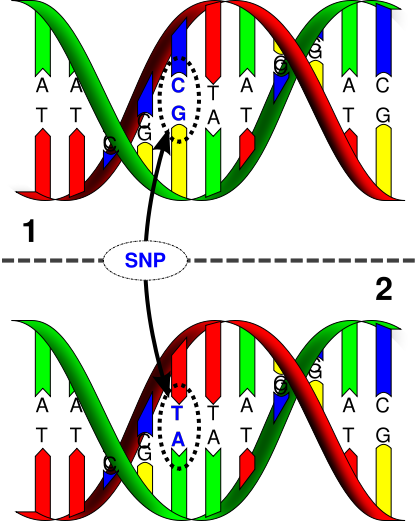 G G
A A C T A A C
T T C G A T T G
C G
1
SNP
2
G G
A A T T A A C
T T C A A T T G
C G